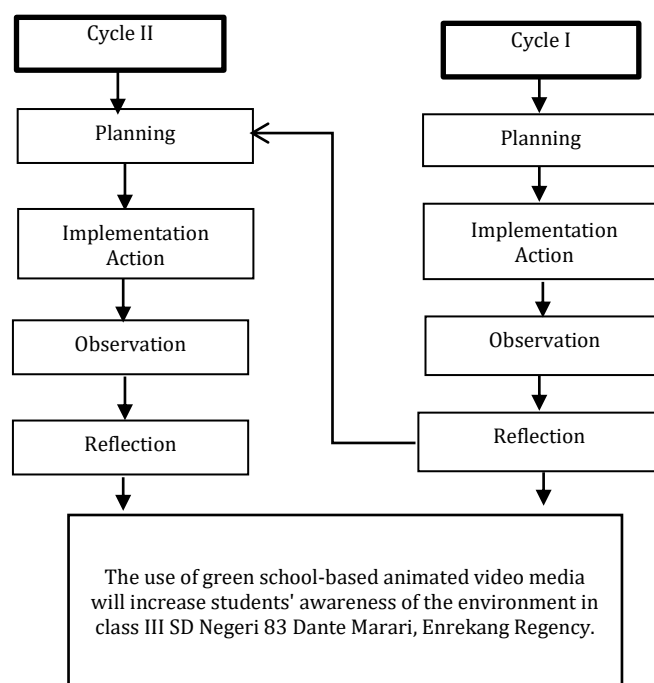 Cycle II
Planning
Implementation
Action
Observation
Reflection
Cycle I
Planning
Implementation
Action
Observation
Reflection
The use of green school-based animated video media
will increase students' awareness of the environment in
class III SD Negeri 83 Dante Marari, Enrekang Regency.